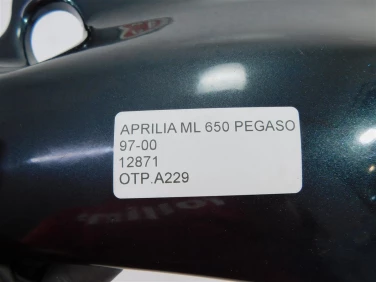 APRILIA ML 650 PEGASO
97-00
12871
OTP.A229